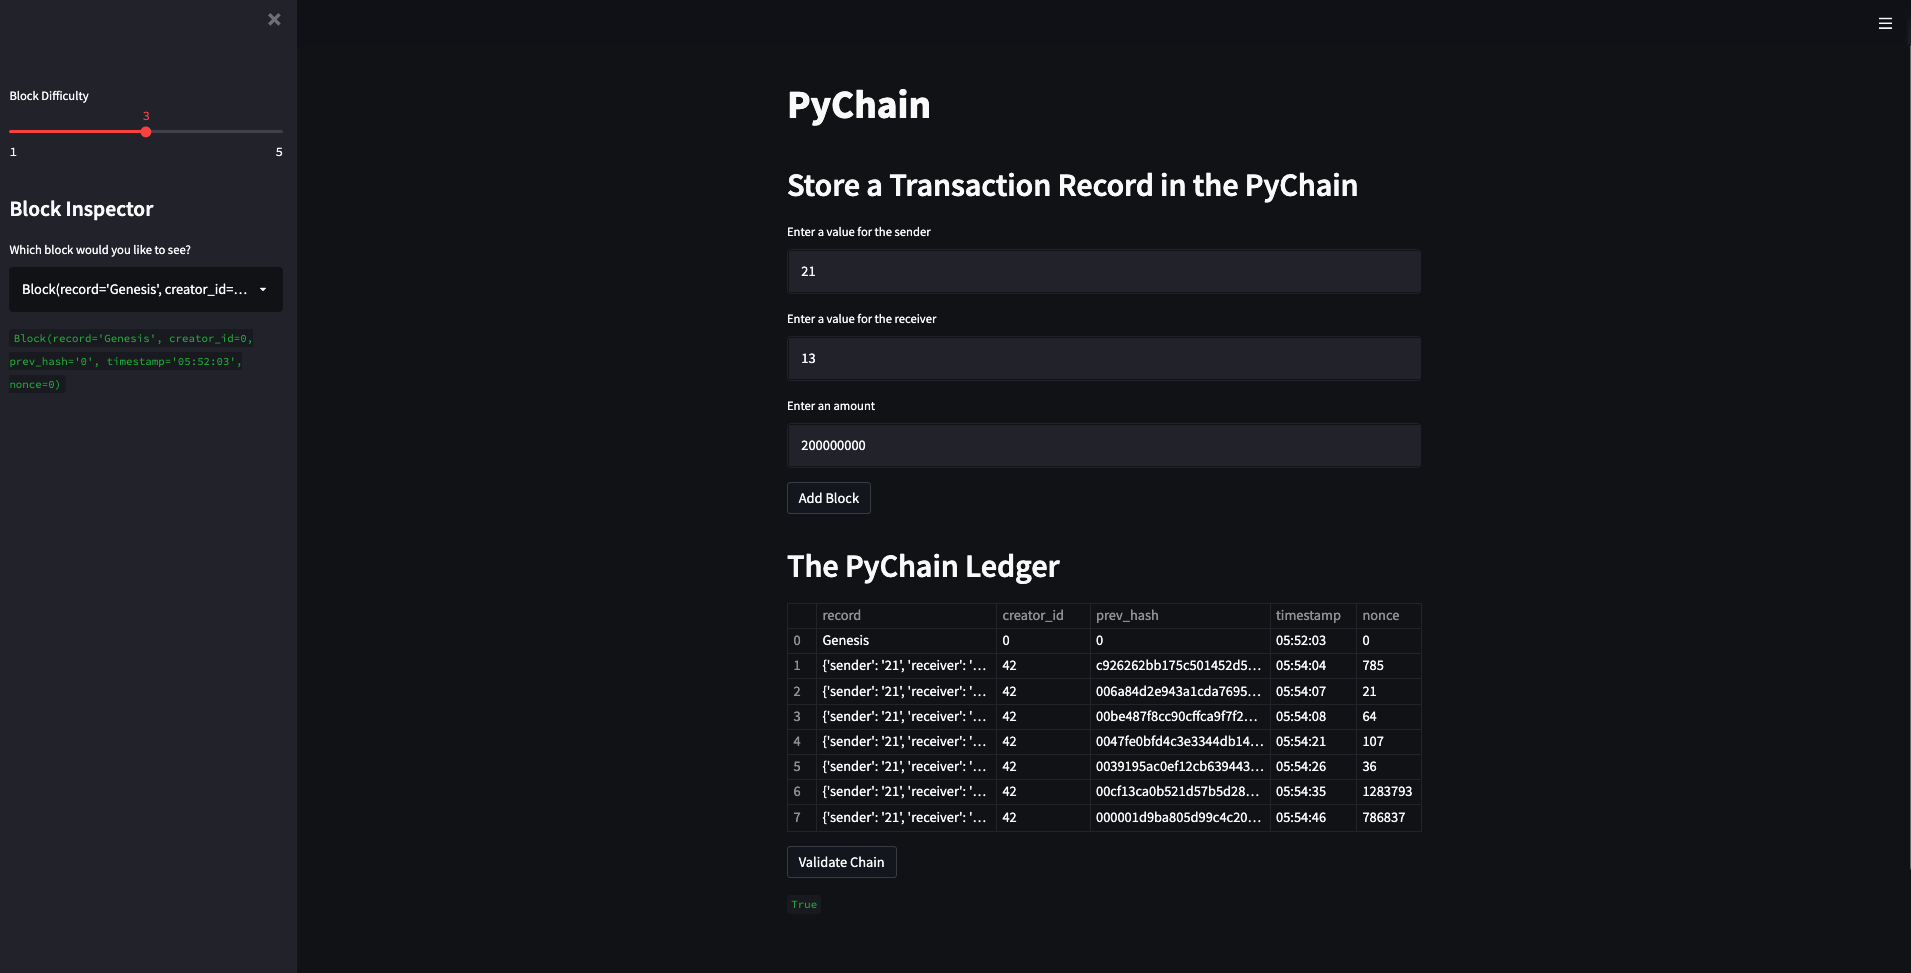 Block Difficulty
3
1 5
Block Inspector
Which block would you like to see?
Block(record='Genesis', creator_id=...
Block(record='Genesis', creator_id=0,
prev_hash='0', timestamp='05:52:03',
nonce=0)
PyChain
Store a Transaction Record in the PyChain
Enter a value for the sender
21
Enter a value for the receiver
13
Enter an amount
200000000
Add Block
The PyChain Ledger
record creator_id prev_hash timestamp nonce
0 Genesis 0 0 05:52:03 0
1 {'sender': '21', 'receiver': '... 42 c926262bb175c501452d5... 05:54:04 785
2 {'sender': '21', 'receiver': '... 42 006a84d2e943a1cda7695... 05:54:07 21
3 {'sender': '21', 'receiver': '... 42 00be487f8cc90cffca9f7f2... 05:54:08 64
4 {'sender': '21', 'receiver': '... 42 0047fe0bfd4c3e3344db14... 05:54:21 107
5 {'sender': '21', 'receiver': '... 42 0039195ac0ef12cb639443... 05:54:26 36
6 {'sender': '21', 'receiver': '... 42 00cf13ca0b521d57b5d28... 05:54:35 1283793
7 {'sender': '21', 'receiver': '... 42 000001d9ba805d99c4c20... 05:54:46 786837
Validate Chain
True